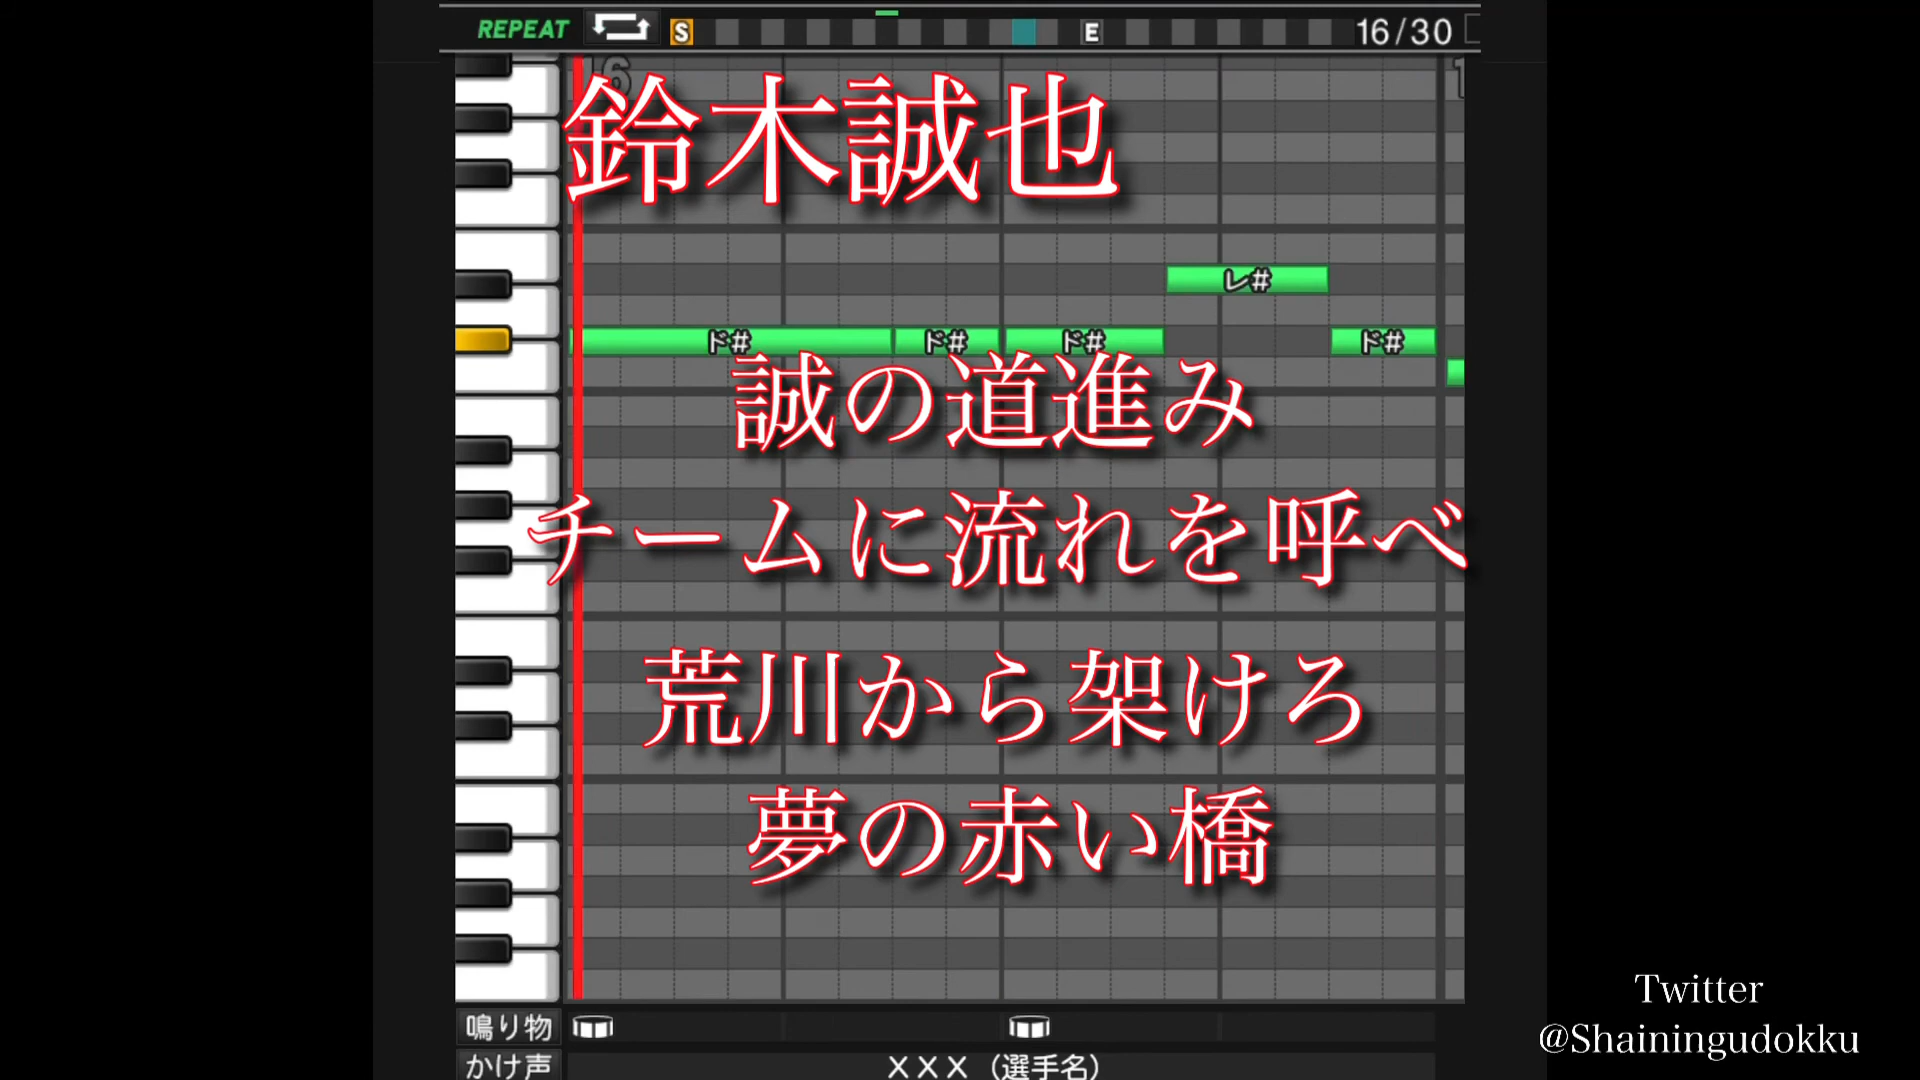 REPEAT
S
E
16/30
16
鈴木誠也
レ#
ド#
ド#
ド#
ド#
誠の道進み
チームに流れを呼べ
荒川から架けろ
夢の赤い橋
鳴り物
かけ声
×××（選手名）
Twitter
@Shainingudokku